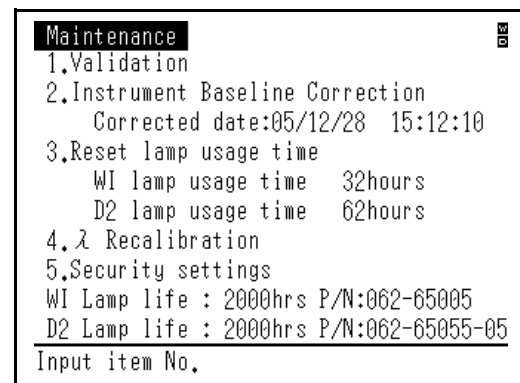 Maintenance
W
D
1.Validation
2.Instrument Baseline Correction
Corrected date:05/12/28 15:12:10
3.Reset lamp usage time
WI lamp usage time 32hours
D2 lamp usage time 62hours
4.λ Recalibration
5.Security settings
WI Lamp life : 2000hrs P/N:062-65005
D2 Lamp life : 2000hrs P/N:062-65055-05
Input item No.